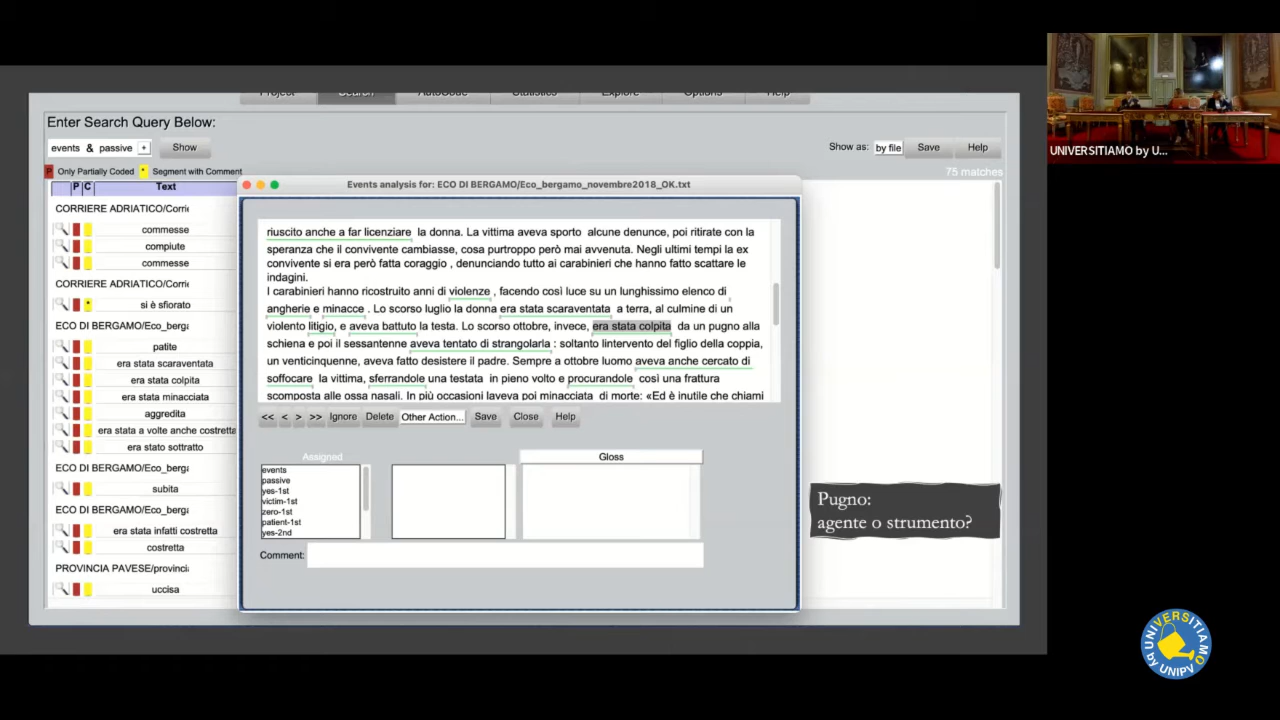 Project Search AutoCode Statistics Explore Options Help
Enter Search Query Below:
events & passive + Show
Show as: by file Save Help
P Only Partially Coded * Segment with Comment
75 matches
P C Text
CORRIERE ADRIATICO/Corrie
commesse
compiute
commesse
CORRIERE ADRIATICO/Corrie
* si è sfiorato
ECO DI BERGAMO/Eco_berga
patite
era stata scaraventata
era stata colpita
era stata minacciata
aggredita
era stata a volte anche costretta
era stato sottratto
ECO DI BERGAMO/Eco_berga
subita
ECO DI BERGAMO/Eco_berga
era stata infatti costretta
costretta
PROVINCIA PAVESE/provincia
uccisa
Events analysis for: ECO DI BERGAMO/Eco_bergamo_novembre2018_OK.txt
riuscito anche a far licenziare la donna. La vittima aveva sporto alcune denunce, poi ritirate con la
speranza che il convivente cambiasse, cosa purtroppo però mai avvenuta. Negli ultimi tempi la ex
convivente si era però fatta coraggio , denunciando tutto ai carabinieri che hanno fatto scattare le
indagini.
I carabinieri hanno ricostruito anni di violenze , facendo così luce su un lunghissimo elenco di
angherie e minacce . Lo scorso luglio la donna era stata scaraventata a terra, al culmine di un
violento litigio, e aveva battuto la testa. Lo scorso ottobre, invece, era stata colpita da un pugno alla
schiena e poi il sessantenne aveva tentato di strangolarla : soltanto lintervento del figlio della coppia,
un venticinquenne, aveva fatto desistere il padre. Sempre a ottobre luomo aveva anche cercato di
soffocare la vittima, sferrandole una testata in pieno volto e procurandole così una frattura
scomposta alle ossa nasali. In più occasioni laveva poi minacciata di morte: «Ed è inutile che chiami
<< < > >> Ignore Delete Other Action... Save Close Help
Assigned
Gloss
events
passive
yes-1st
victim-1st
zero-1st
patient-1st
yes-2nd
Comment:
Pugno:
agente o strumento?
UNIVERSITIAMO by U...
UNIVERSITIAMO
by UNIPV